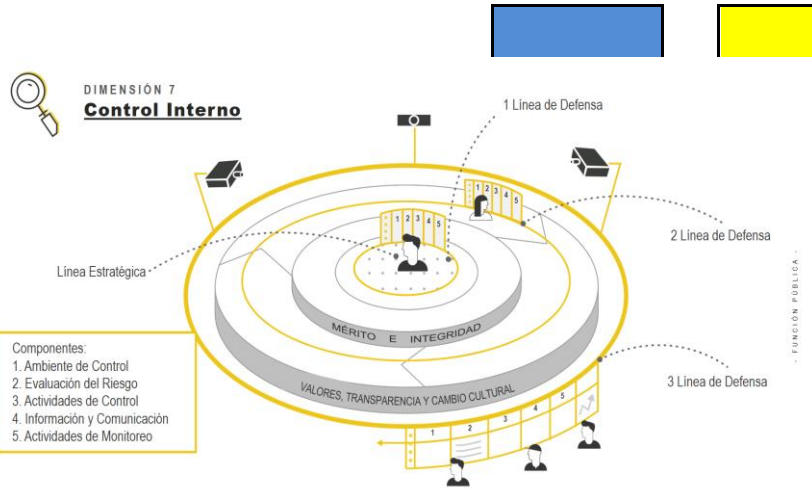 DIMENSIÓN 7
Control Interno
1 Línea de Defensa
1 2 3 4 5
1 2 3 4 5
2 Línea de Defensa
Línea Estratégica
MÉRITO E INTEGRIDAD
VALORES, TRANSPARENCIA Y CAMBIO CULTURAL
- FUNCIÓN PÚBLICA -
Componentes:
1. Ambiente de Control
2. Evaluación del Riesgo
3. Actividades de Control
4. Información y Comunicación
5. Actividades de Monitoreo
3 Línea de Defensa
1 2 3 4 5